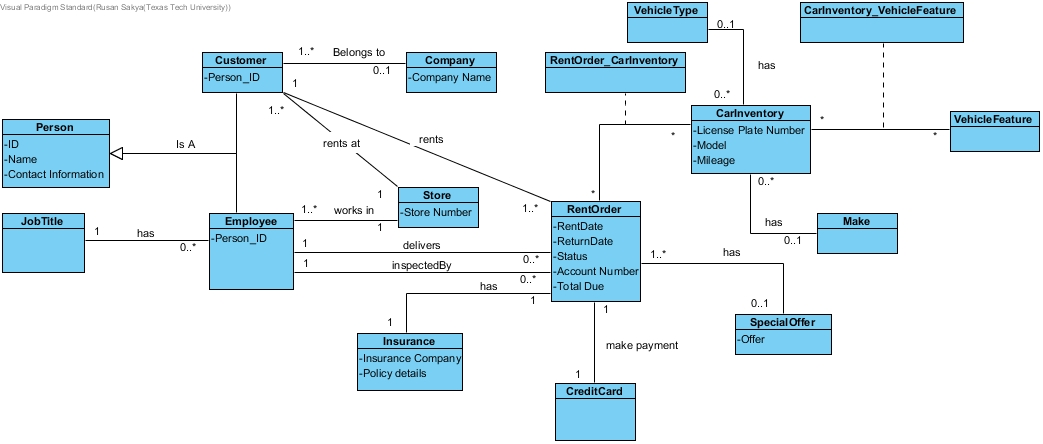 Visual Paradigm Standard(Rusan Sakya(Texas Tech University))
VehicleType
0..1
has
0..*
CarInventory_VehicleFeature
Customer
-Person_ID
1..*
Belongs to
0..1
Company
-Company Name
RentOrder_CarInventory
1
1..*
rents at
rents
CarInventory
-License Plate Number
-Model
-Mileage
*
*
*
VehicleFeature
Person
-ID
-Name
-Contact Information
Is A
1
Store
-Store Number
*
1..*
0..*
has
0..1
Make
JobTitle
1
has
0..*
Employee
-Person_ID
1..*
works in
1
1
delivers
0..*
1
inspectedBy
0..*
RentOrder
-RentDate
-ReturnDate
-Status
-Account Number
-Total Due
1..*
has
0..1
SpecialOffer
-Offer
has
1
1
Insurance
-Insurance Company
-Policy details
1
make payment
1
CreditCard